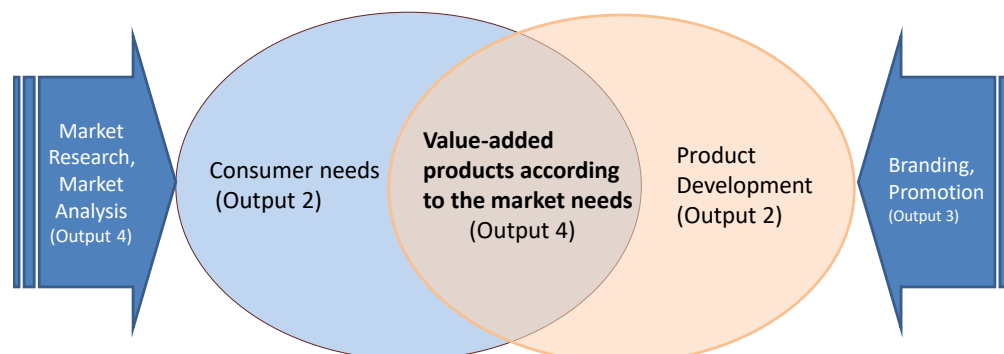 Market
Research,
Market
Analysis
(Output 4)
Consumer needs
(Output 2)
Value-added
products according
to the market needs
(Output 4)
Product
Development
(Output 2)
Branding,
Promotion
(Output 3)